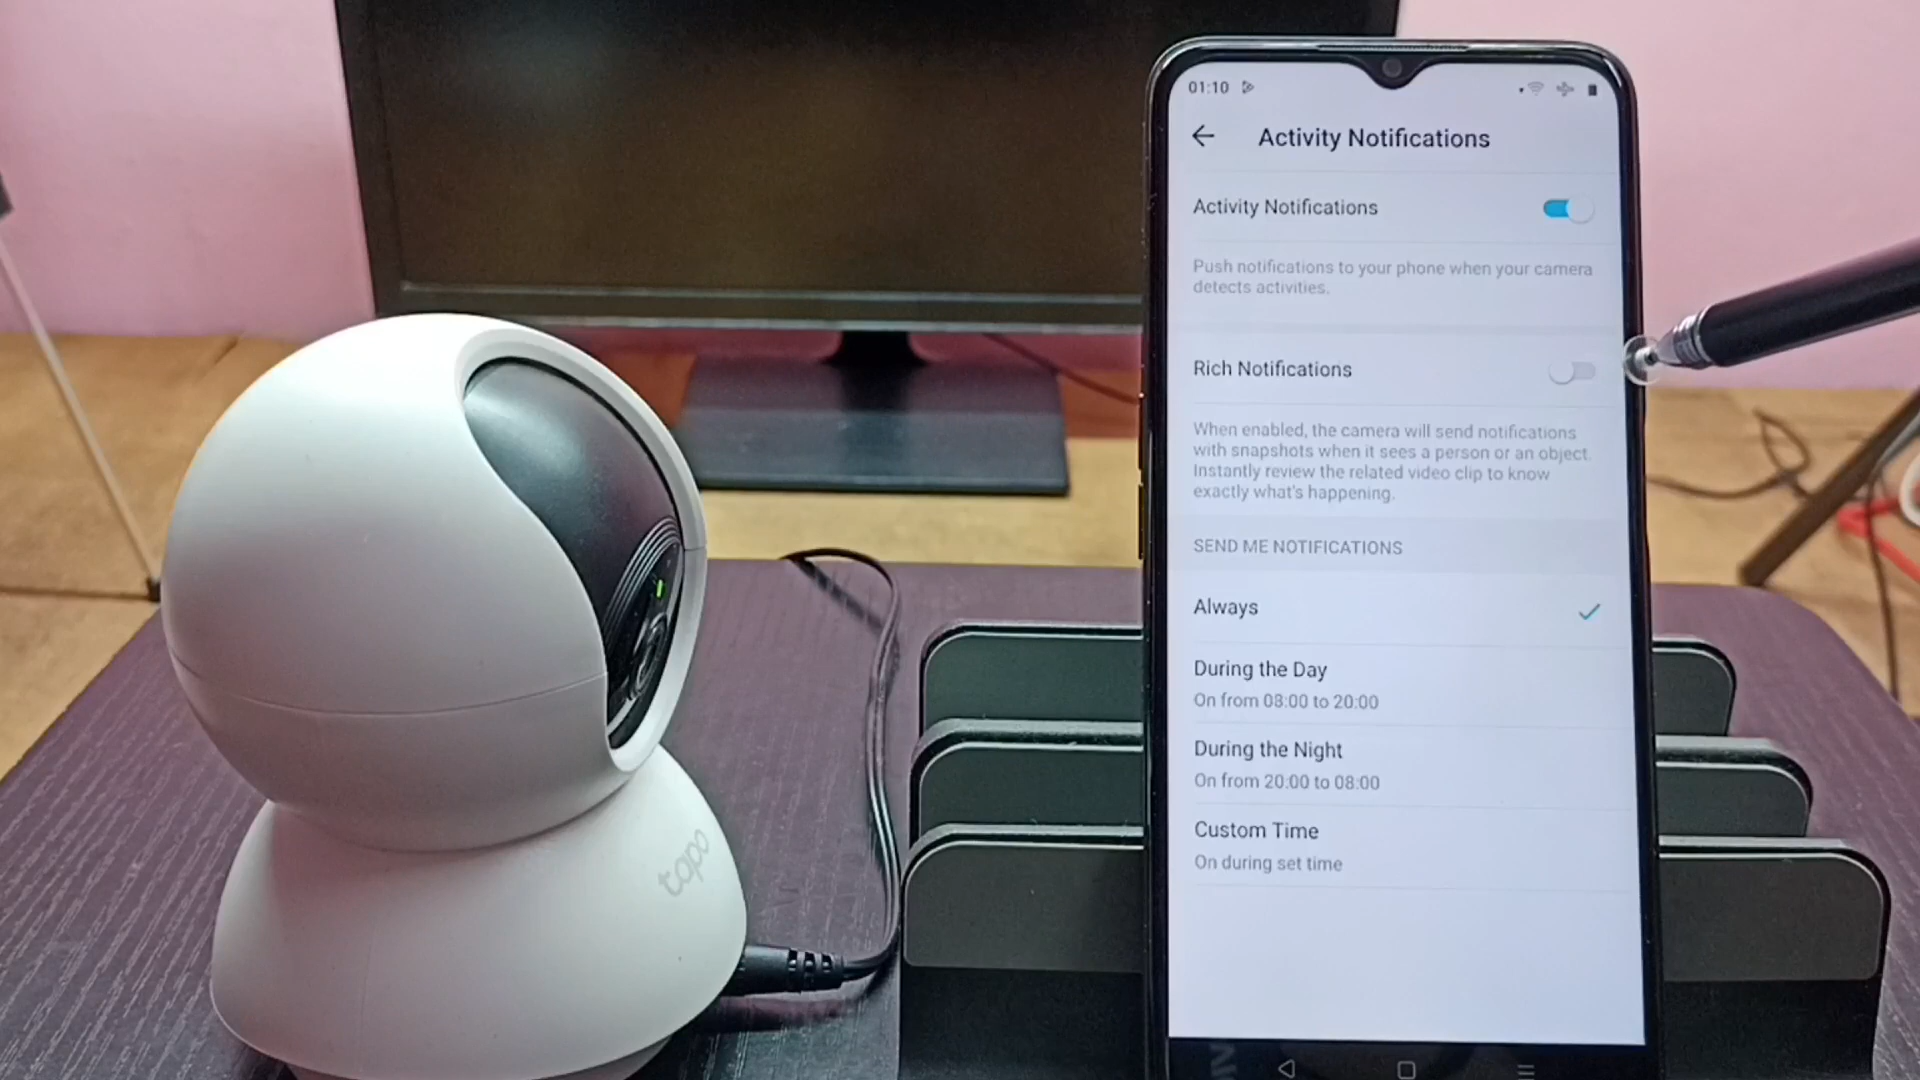 01:10
Activity Notifications
Activity Notifications
Push notifications to your phone when your camera
detects activities.
Rich Notifications
When enabled, the camera will send notifications
with snapshots when it sees a person or an object.
Instantly review the related video clip to know
exactly what's happening.
SEND ME NOTIFICATIONS
Always
During the Day
On from 08:00 to 20:00
During the Night
On from 20:00 to 08:00
Custom Time
On during set time
tapo